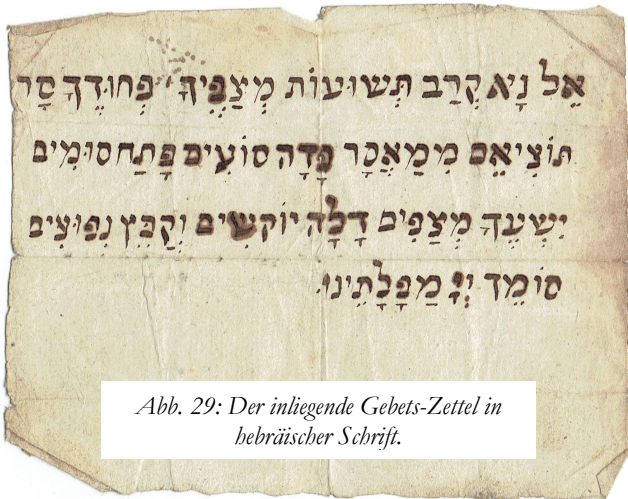 אֵל נָיא קְרַב תְּשׁוּעוֹת מְצַפֶּיךָ פְּחוּדֶךָ סָר
תּוֹצִיאֵם מִמַאֲכָר פָּדָה סוֹעִים פָּתַח סוּמִים
יִשְׁעֲךָ מְצַפִּים דָּלָה יוֹקְשִׁים וְקַבֵּץ נְפוּצִים
סוֹמֵךְ יְיָ מַפָּלָתֵינוּ.
Abb. 29: Der inliegende Gebets-Zettel in
hebräischer Schrift.